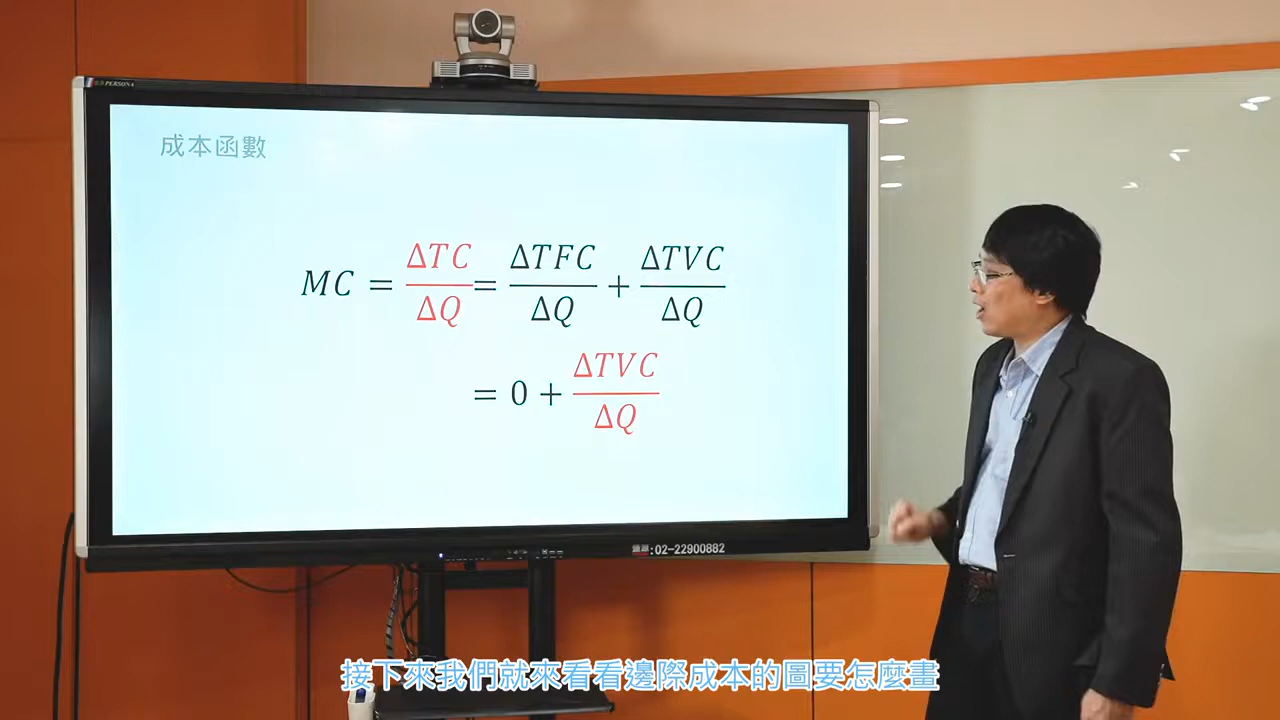 PERSONA
成本函數
MC = ΔTC/ΔQ = ΔTFC/ΔQ + ΔTVC/ΔQ
= 0 + ΔTVC/ΔQ
:02-22900882
接下來我們就來看看邊際成本的圖要怎麼畫